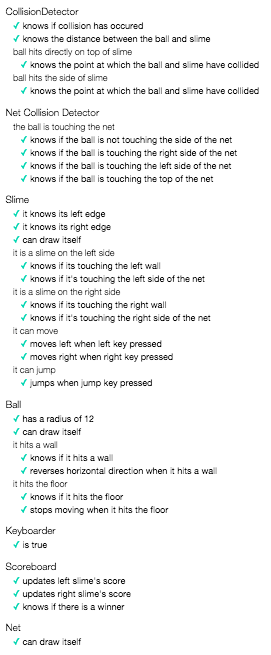 CollisionDetector
✓ knows if collision has occured
✓ knows the distance between the ball and slime
ball hits directly on top of slime
✓ knows the point at which the ball and slime have collided
ball hits the side of slime
✓ knows the point at which the ball and slime have collided
Net Collision Detector
the ball is touching the net
✓ knows if the ball is not touching the side of the net
✓ knows if the ball is touching the right side of the net
✓ knows if the ball is touching the left side of the net
✓ knows if the ball is touching the top of the net
Slime
✓ it knows its left edge
✓ it knows its right edge
✓ can draw itself
it is a slime on the left side
✓ knows if its touching the left wall
✓ knows if it's touching the left side of the net
it is a slime on the right side
✓ knows if its touching the right wall
✓ knows if it's touching the right side of the net
it can move
✓ moves left when left key pressed
✓ moves right when right key pressed
it can jump
✓ jumps when jump key pressed
Ball
✓ has a radius of 12
✓ can draw itself
it hits a wall
✓ knows if it hits a wall
✓ reverses horizontal direction when it hits a wall
it hits the floor
✓ knows if it hits the floor
✓ stops moving when it hits the floor
Keyboarder
✓ is true
Scoreboard
✓ updates left slime's score
✓ updates right slime's score
✓ knows if there is a winner
Net
✓ can draw itself